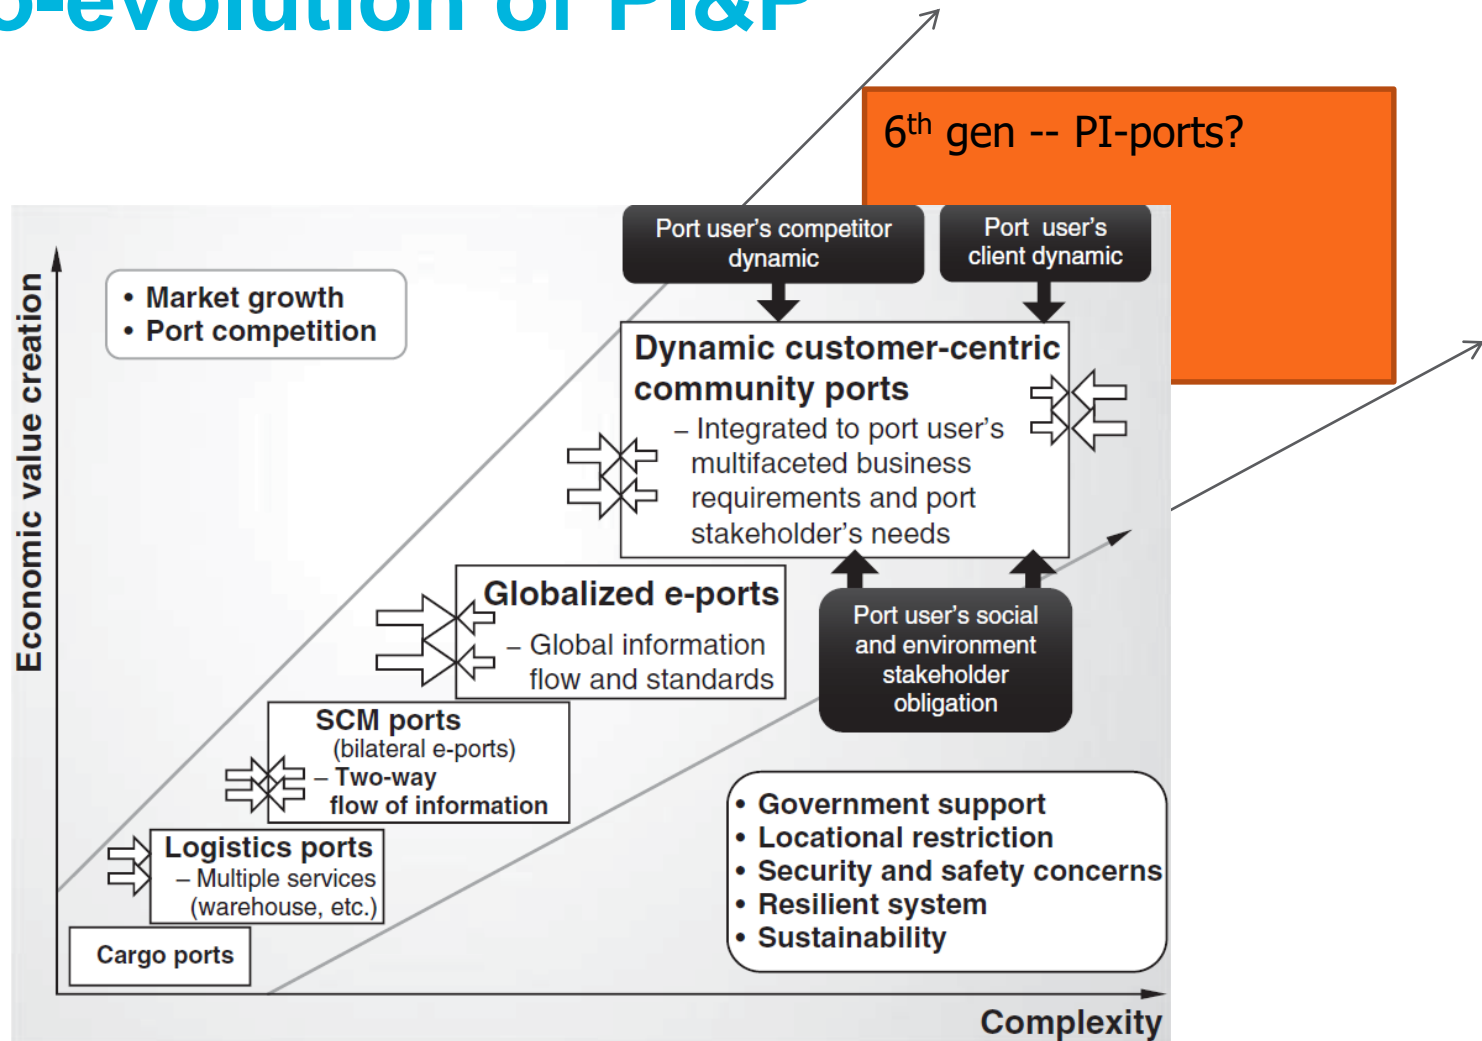 o-evolution of PI&P
6th gen -- PI-ports?
Port user's competitor
dynamic
Port user's
client dynamic
Economic value creation
• Market growth
• Port competition
Dynamic customer-centric
community ports
– Integrated to port user's
multifaceted business
requirements and port
stakeholder's needs
Globalized e-ports
– Global information
flow and standards
Port user's social
and environment
stakeholder
obligation
SCM ports
(bilateral e-ports)
– Two-way
flow of information
• Government support
• Locational restriction
• Security and safety concerns
• Resilient system
• Sustainability
Logistics ports
– Multiple services
(warehouse, etc.)
Cargo ports
Complexity